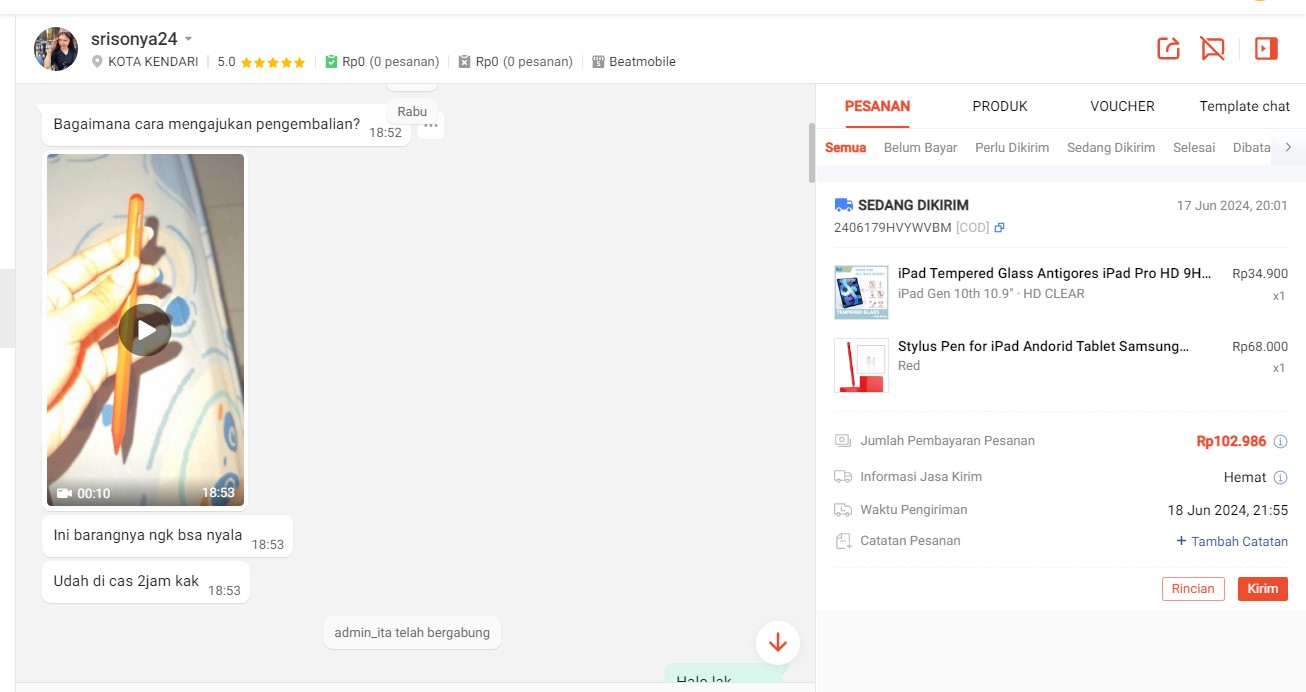 srisonya24
KOTA KENDARI 5.0 Rp0 (0 pesanan) Rp0 (0 pesanan) Beatmobile
Rabu
Bagaimana cara mengajukan pengembalian? 18:52
00:10 18:53
Ini barangnya ngk bsa nyala 18:53
Udah di cas 2jam kak 18:53
admin_ita telah bergabung
Halo kak
PESANAN PRODUK VOUCHER Template chat
Semua Belum Bayar Perlu Dikirim Sedang Dikirim Selesai Dibata
SEDANG DIKIRIM 17 Jun 2024, 20:01
2406179HVYWVBM [COD]
iPad Tempered Glass Antigores iPad Pro HD 9H... Rp34.900
iPad Gen 10th 10.9" · HD CLEAR x1
TEMPERED GLASS
Stylus Pen for iPad Andorid Tablet Samsung... Rp68.000
Red x1
Jumlah Pembayaran Pesanan Rp102.986
Informasi Jasa Kirim Hemat
Waktu Pengiriman 18 Jun 2024, 21:55
Catatan Pesanan + Tambah Catatan
Rincian Kirim